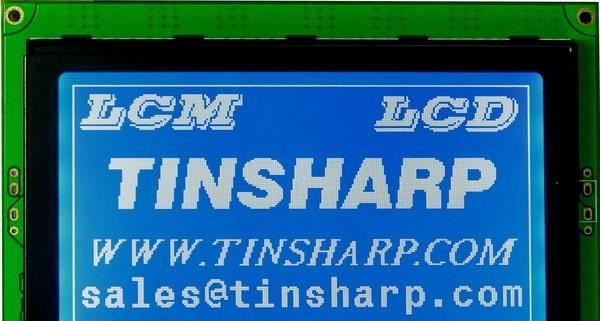 LCM LCD
TINSHARP
WWW.TINSHARP.COM
sales@tinsharp.com